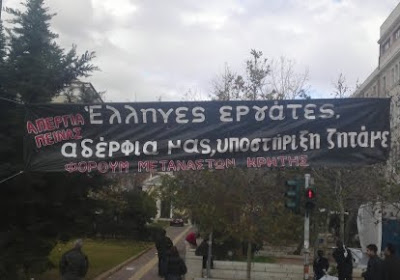 ΑΠΕΡΓΙΑ
ΠΕΙΝΑΣ
Έλληνες εργάτες,
αδέρφια μας, υποστήριξη ζητάμε
ΦΟΡΟΥΜ ΜΕΤΑΝΑΣΤΩΝ ΚΡΗΤΗΣ